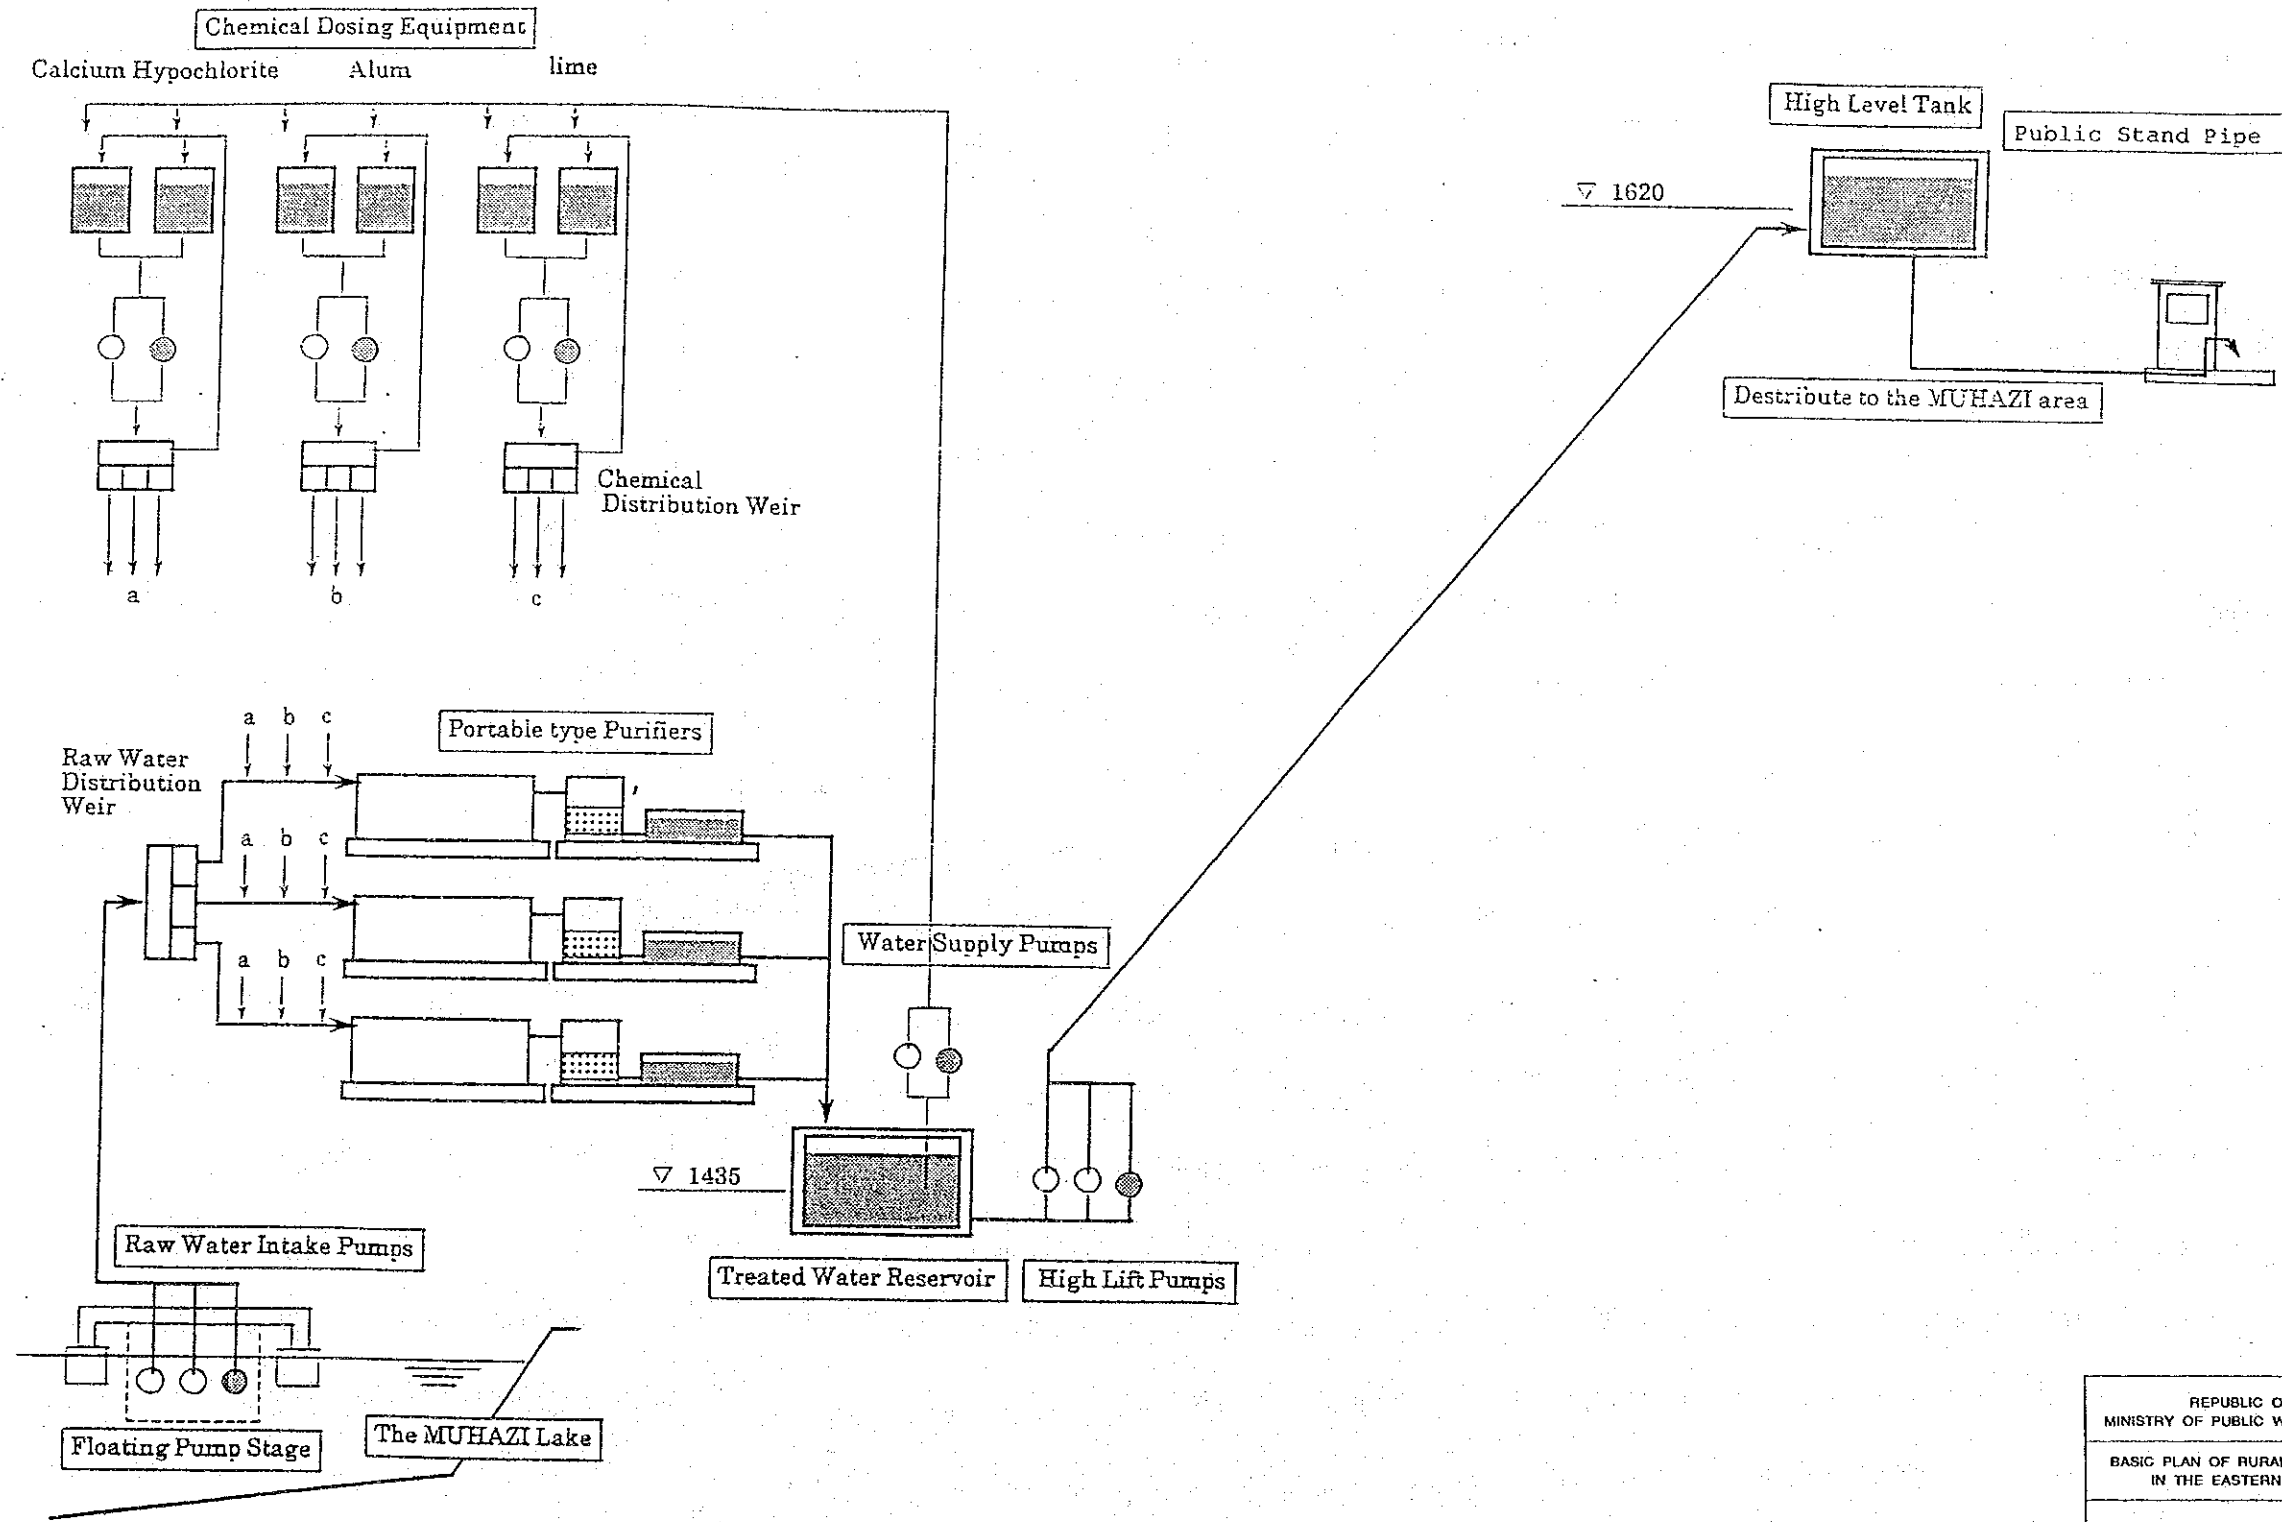 Chemical Dosing Equipment
Calcium Hypochlorite Alum lime
High Level Tank
Public Stand Pipe
▽ 1620
Destribute to the MUHAZI area
Chemical
Distribution Weir
a b c
Portable type Purifiers
a b c
Raw Water
Distribution
Weir
a b c
Water Supply Pumps
a b c
▽ 1435
Raw Water Intake Pumps
Treated Water Reservoir
High Lift Pumps
The MUHAZI Lake
Floating Pump Stage
REPUBLIC O
MINISTRY OF PUBLIC W
BASIC PLAN OF RURA
IN THE EASTERN